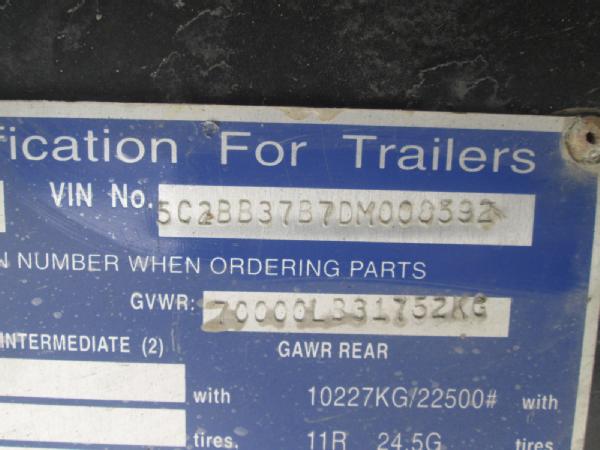 fication For Trailers
VIN No. 5C2BB37B7DM008592
N NUMBER WHEN ORDERING PARTS
GVWR: 70000LB31752KG
INTERMEDIATE (2) GAWR REAR
with 10227KG/22500# with
tires. 11R 24.5G tires